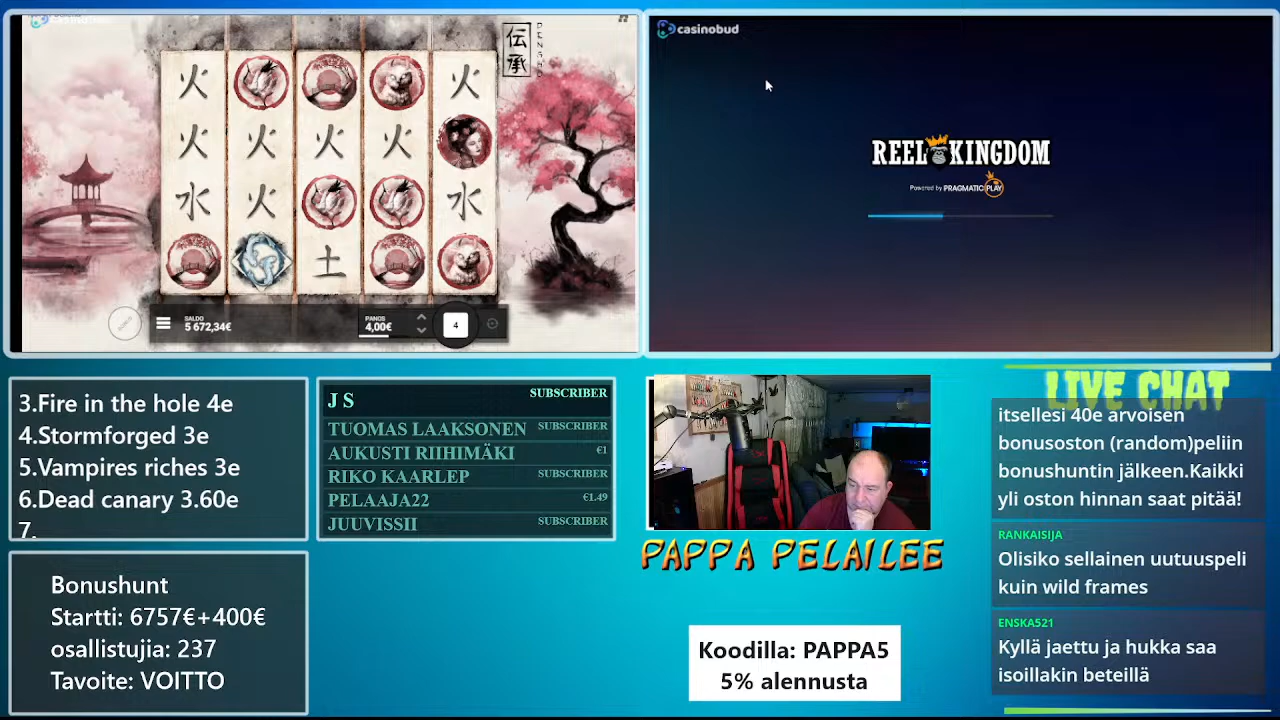 伝
承
DENSHO
火
火
火
火
火
火
水
火
水
土
SALDO
5 672,34€
PANOS
4,00€
4
casinobud
REEL KINGDOM
Powered by PRAGMATIC PLAY
3.Fire in the hole 4e
4.Stormforged 3e
5.Vampires riches 3e
6.Dead canary 3.60e
7.
J S SUBSCRIBER
TUOMAS LAAKSONEN SUBSCRIBER
AUKUSTI RIIHIMÄKI €1
RIKO KAARLEP SUBSCRIBER
PELAAJA22 €1.49
JUUVISSII SUBSCRIBER
Bonushunt
Startti: 6757€+400€
osallistujia: 237
Tavoite: VOITTO
PAPPA PELAILEE
Koodilla: PAPPA5
5% alennusta
LIVE CHAT
itsellesi 40e arvoisen
bonusoston (random)peliin
bonushuntin jälkeen.Kaikki
yli oston hinnan saat pitää!
RANKAISIJA
Olisiko sellainen uutuuspeli
kuin wild frames
ENSKA521
Kyllä jaettu ja hukka saa
isoillakin beteillä